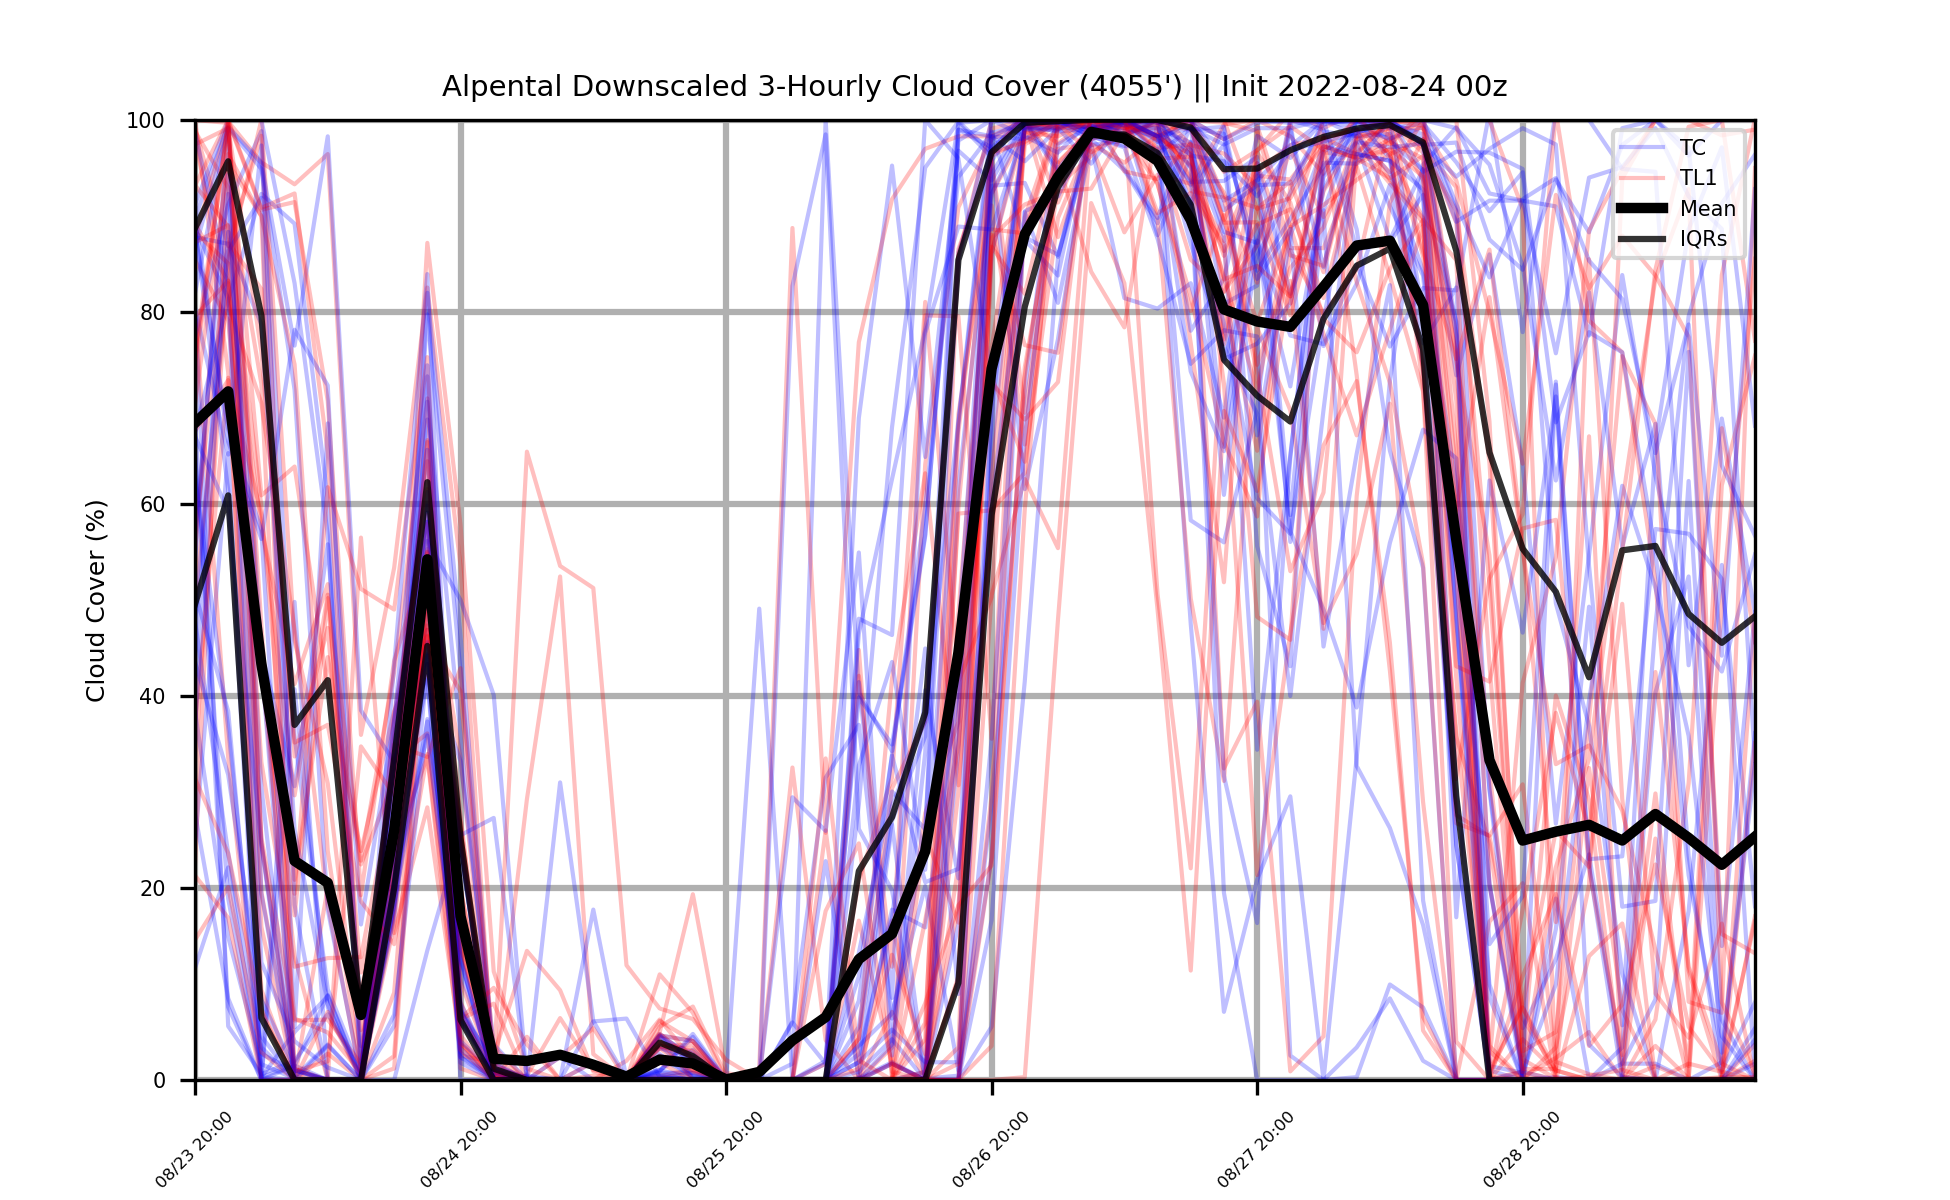 Alpental Downscaled 3-Hourly Cloud Cover (4055') || Init 2022-08-24 00z
Cloud Cover (%)
100
80
60
40
20
0
TC
TL1
Mean
IQRs
08/23 20:00
08/24 20:00
08/25 20:00
08/26 20:00
08/27 20:00
08/28 20:00